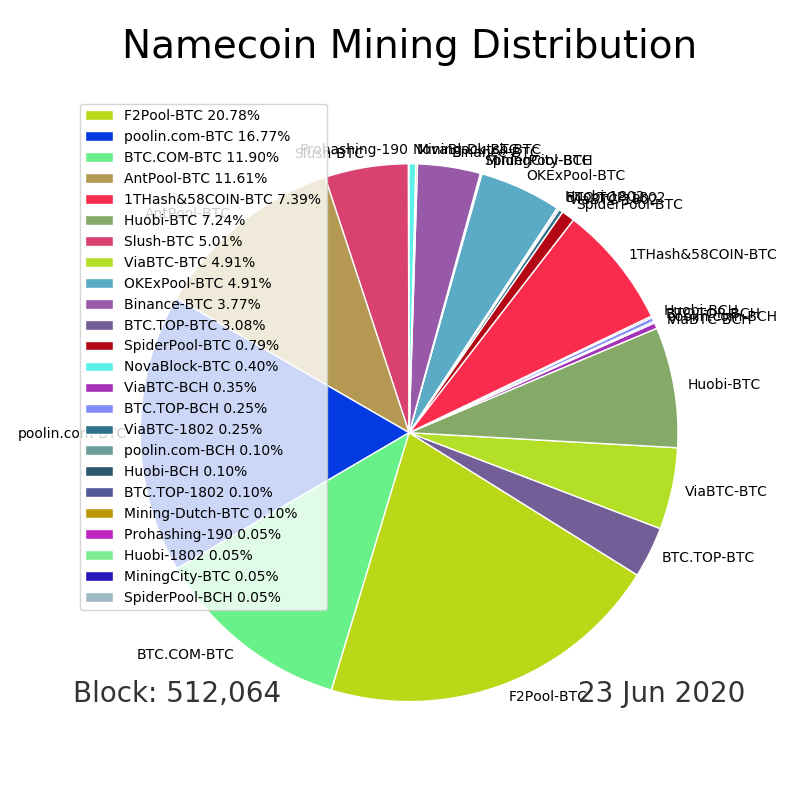 Namecoin Mining Distribution
F2Pool-BTC 20.78%
poolin.com-BTC 16.77%
BTC.COM-BTC 11.90%
AntPool-BTC 11.61%
1THash&58COIN-BTC 7.39%
Huobi-BTC 7.24%
Slush-BTC 5.01%
ViaBTC-BTC 4.91%
OKExPool-BTC 4.91%
Binance-BTC 3.77%
BTC.TOP-BTC 3.08%
SpiderPool-BTC 0.79%
NovaBlock-BTC 0.40%
ViaBTC-BCH 0.35%
BTC.TOP-BCH 0.25%
ViaBTC-1802 0.25%
poolin.com-BCH 0.10%
Huobi-BCH 0.10%
BTC.TOP-1802 0.10%
Mining-Dutch-BTC 0.10%
Prohashing-190 0.05%
Huobi-1802 0.05%
MiningCity-BTC 0.05%
SpiderPool-BCH 0.05%
Prohashing-190
Slush-BTC
AntPool-BTC
poolin.com-BTC
BTC.COM-BTC
F2Pool-BTC
BTC.TOP-BTC
ViaBTC-BTC
Huobi-BTC
ViaBTC-BCH
Huobi-BCH
1THash&58COIN-BTC
SpiderPool-BTC
OKExPool-BTC
Block: 512,064
23 Jun 2020